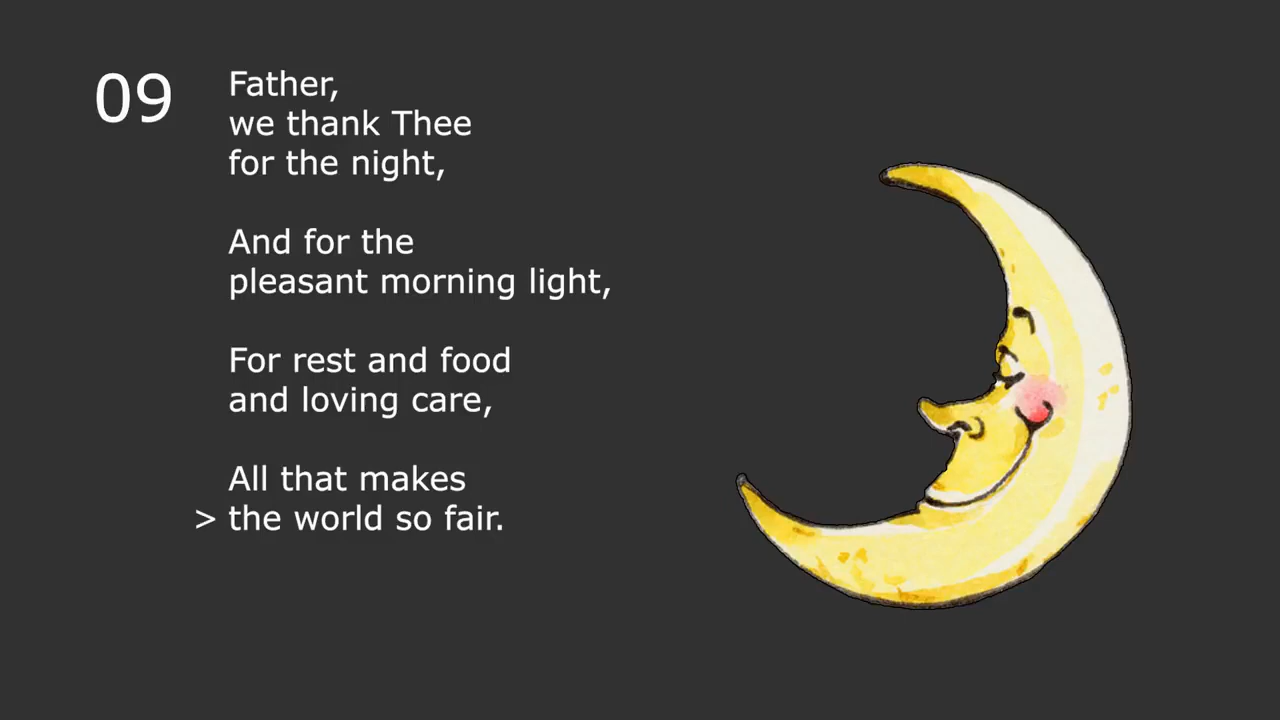 09
Father,
we thank Thee
for the night,
And for the
pleasant morning light,
For rest and food
and loving care,
All that makes
> the world so fair.